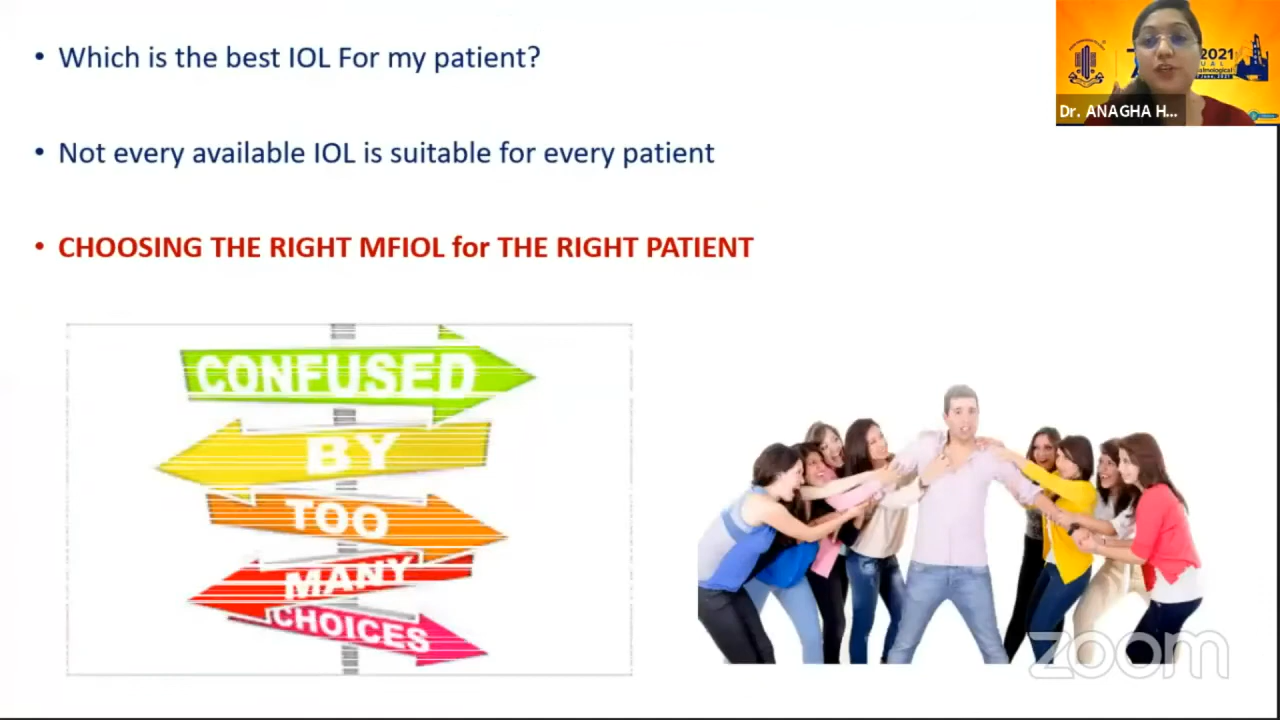 • Which is the best IOL For my patient?
• Not every available IOL is suitable for every patient
• CHOOSING THE RIGHT MFIOL for THE RIGHT PATIENT
CONFUSED
BY
TOO
MANY
CHOICES
2021
Dr. ANAGHA H...
zoom